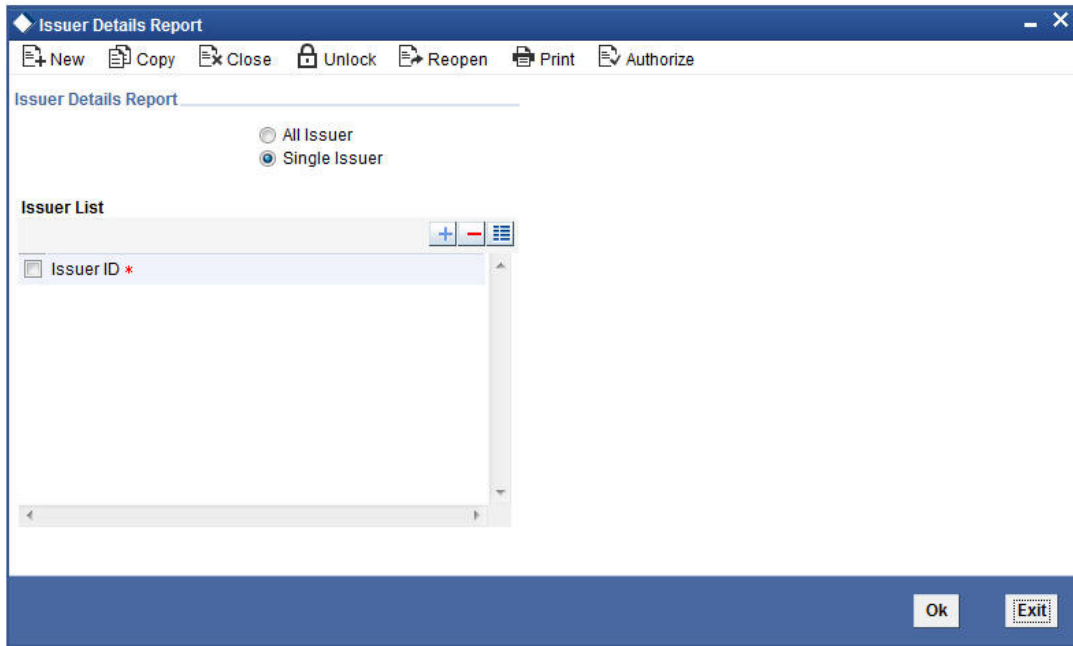 Issuer Details Report
New Copy Close Unlock Reopen Print Authorize
Issuer Details Report
All Issuer
Single Issuer
Issuer List
Issuer ID *
Ok Exit